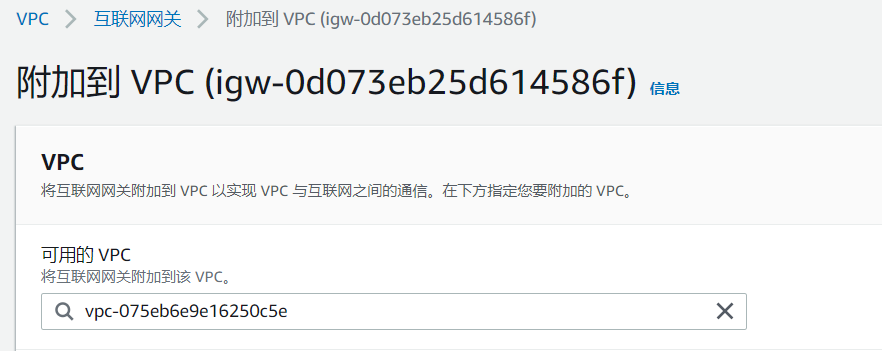 VPC > 互联网网关 > 附加到 VPC (igw-0d073eb25d614586f)
附加到 VPC (igw-0d073eb25d614586f) 信息
VPC
将互联网网关附加到 VPC 以实现 VPC 与互联网之间的通信。在下方指定您要附加的 VPC。
可用的 VPC
将互联网网关附加到该 VPC。
vpc-075eb6e9e16250c5e